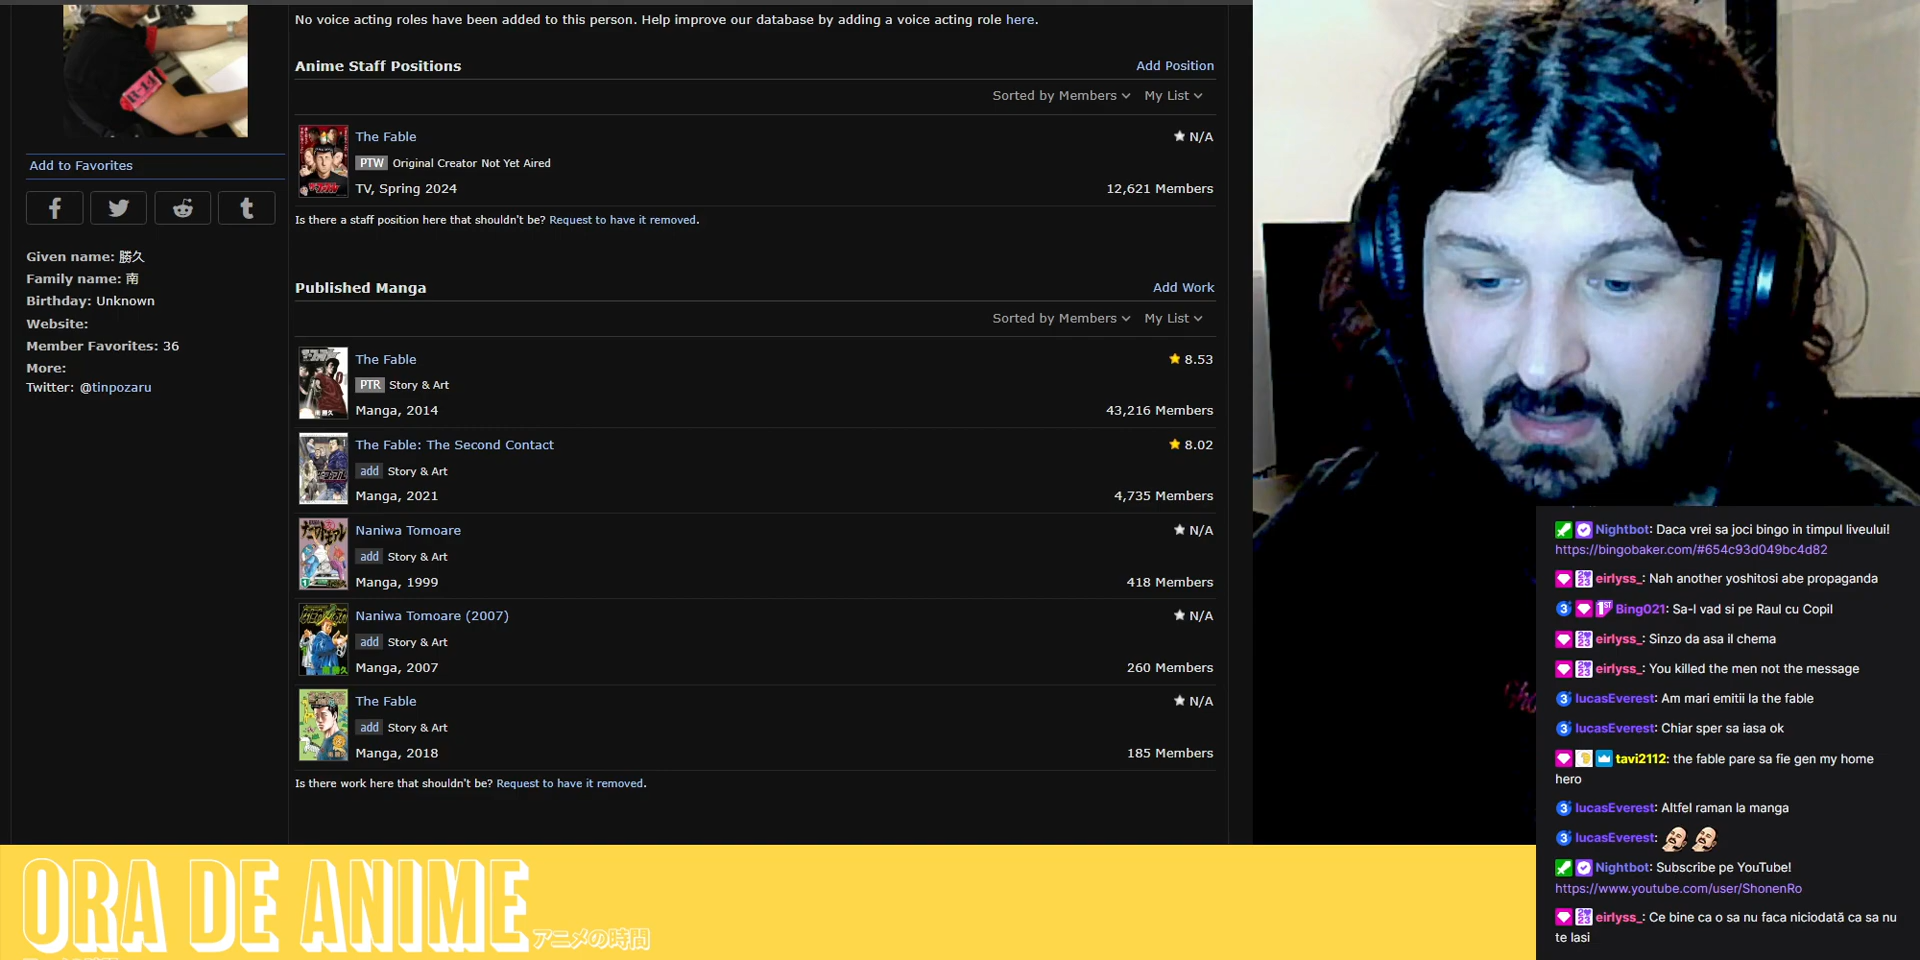 No voice acting roles have been added to this person. Help improve our database by adding a voice acting role here.
Anime Staff Positions
Add Position
Sorted by Members
My List
The Fable
N/A
PTW Original Creator Not Yet Aired
TV, Spring 2024
12,621 Members
Is there a staff position here that shouldn't be? Request to have it removed.
Add to Favorites
Given name: 勝久
Family name: 南
Birthday: Unknown
Website:
Member Favorites: 36
More:
Twitter: @tinpozaru
Published Manga
Add Work
Sorted by Members
My List
The Fable
8.53
PTR Story & Art
Manga, 2014
43,216 Members
The Fable: The Second Contact
8.02
add Story & Art
Manga, 2021
4,735 Members
Naniwa Tomoare
N/A
add Story & Art
Manga, 1999
418 Members
Naniwa Tomoare (2007)
N/A
add Story & Art
Manga, 2007
260 Members
The Fable
N/A
add Story & Art
Manga, 2018
185 Members
Is there work here that shouldn't be? Request to have it removed.
Nightbot: Daca vrei sa joci bingo in timpul liveului!
https://bingobaker.com/#654c93d049bc4d82
eirlyss_: Nah another yoshitosi abe propaganda
Bing021: Sa-l vad si pe Raul cu Copil
eirlyss_: Sinzo da asa il chema
eirlyss_: You killed the men not the message
lucasEverest: Am mari emitii la the fable
lucasEverest: Chiar sper sa iasa ok
tavi2112: the fable pare sa fie gen my home
hero
lucasEverest: Altfel raman la manga
lucasEverest:
Nightbot: Subscribe pe YouTube!
https://www.youtube.com/user/ShonenRo
eirlyss_: Ce bine ca o sa nu faca niciodată ca sa nu
te lasi
ORA DE ANIME
アニメの時間